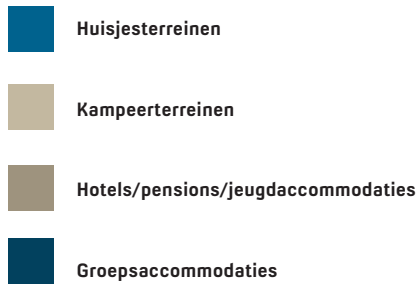 Huisjesterreinen
Kampeerterreinen
Hotels/pensions/jeugdaccommodaties
Groepsaccommodaties